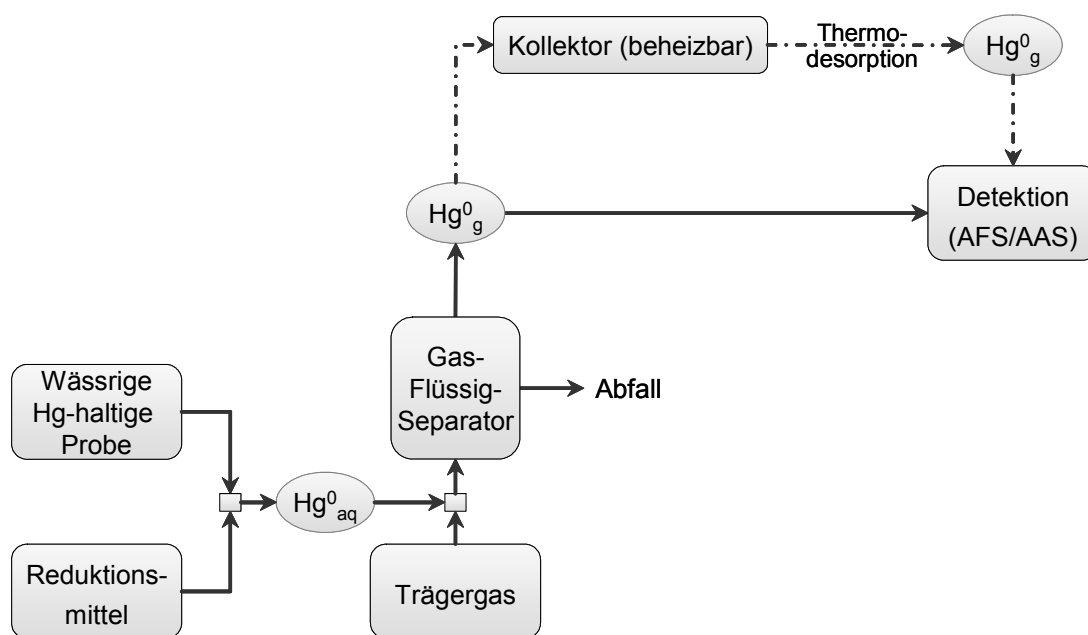 Kollektor (beheizbar)
Thermo-
desorption
Hg⁰g
Hg⁰g
Detektion
(AFS/AAS)
Gas-
Flüssig-
Separator
Abfall
Wässrige
Hg-haltige
Probe
Hg⁰aq
Reduktions-
mittel
Trägergas